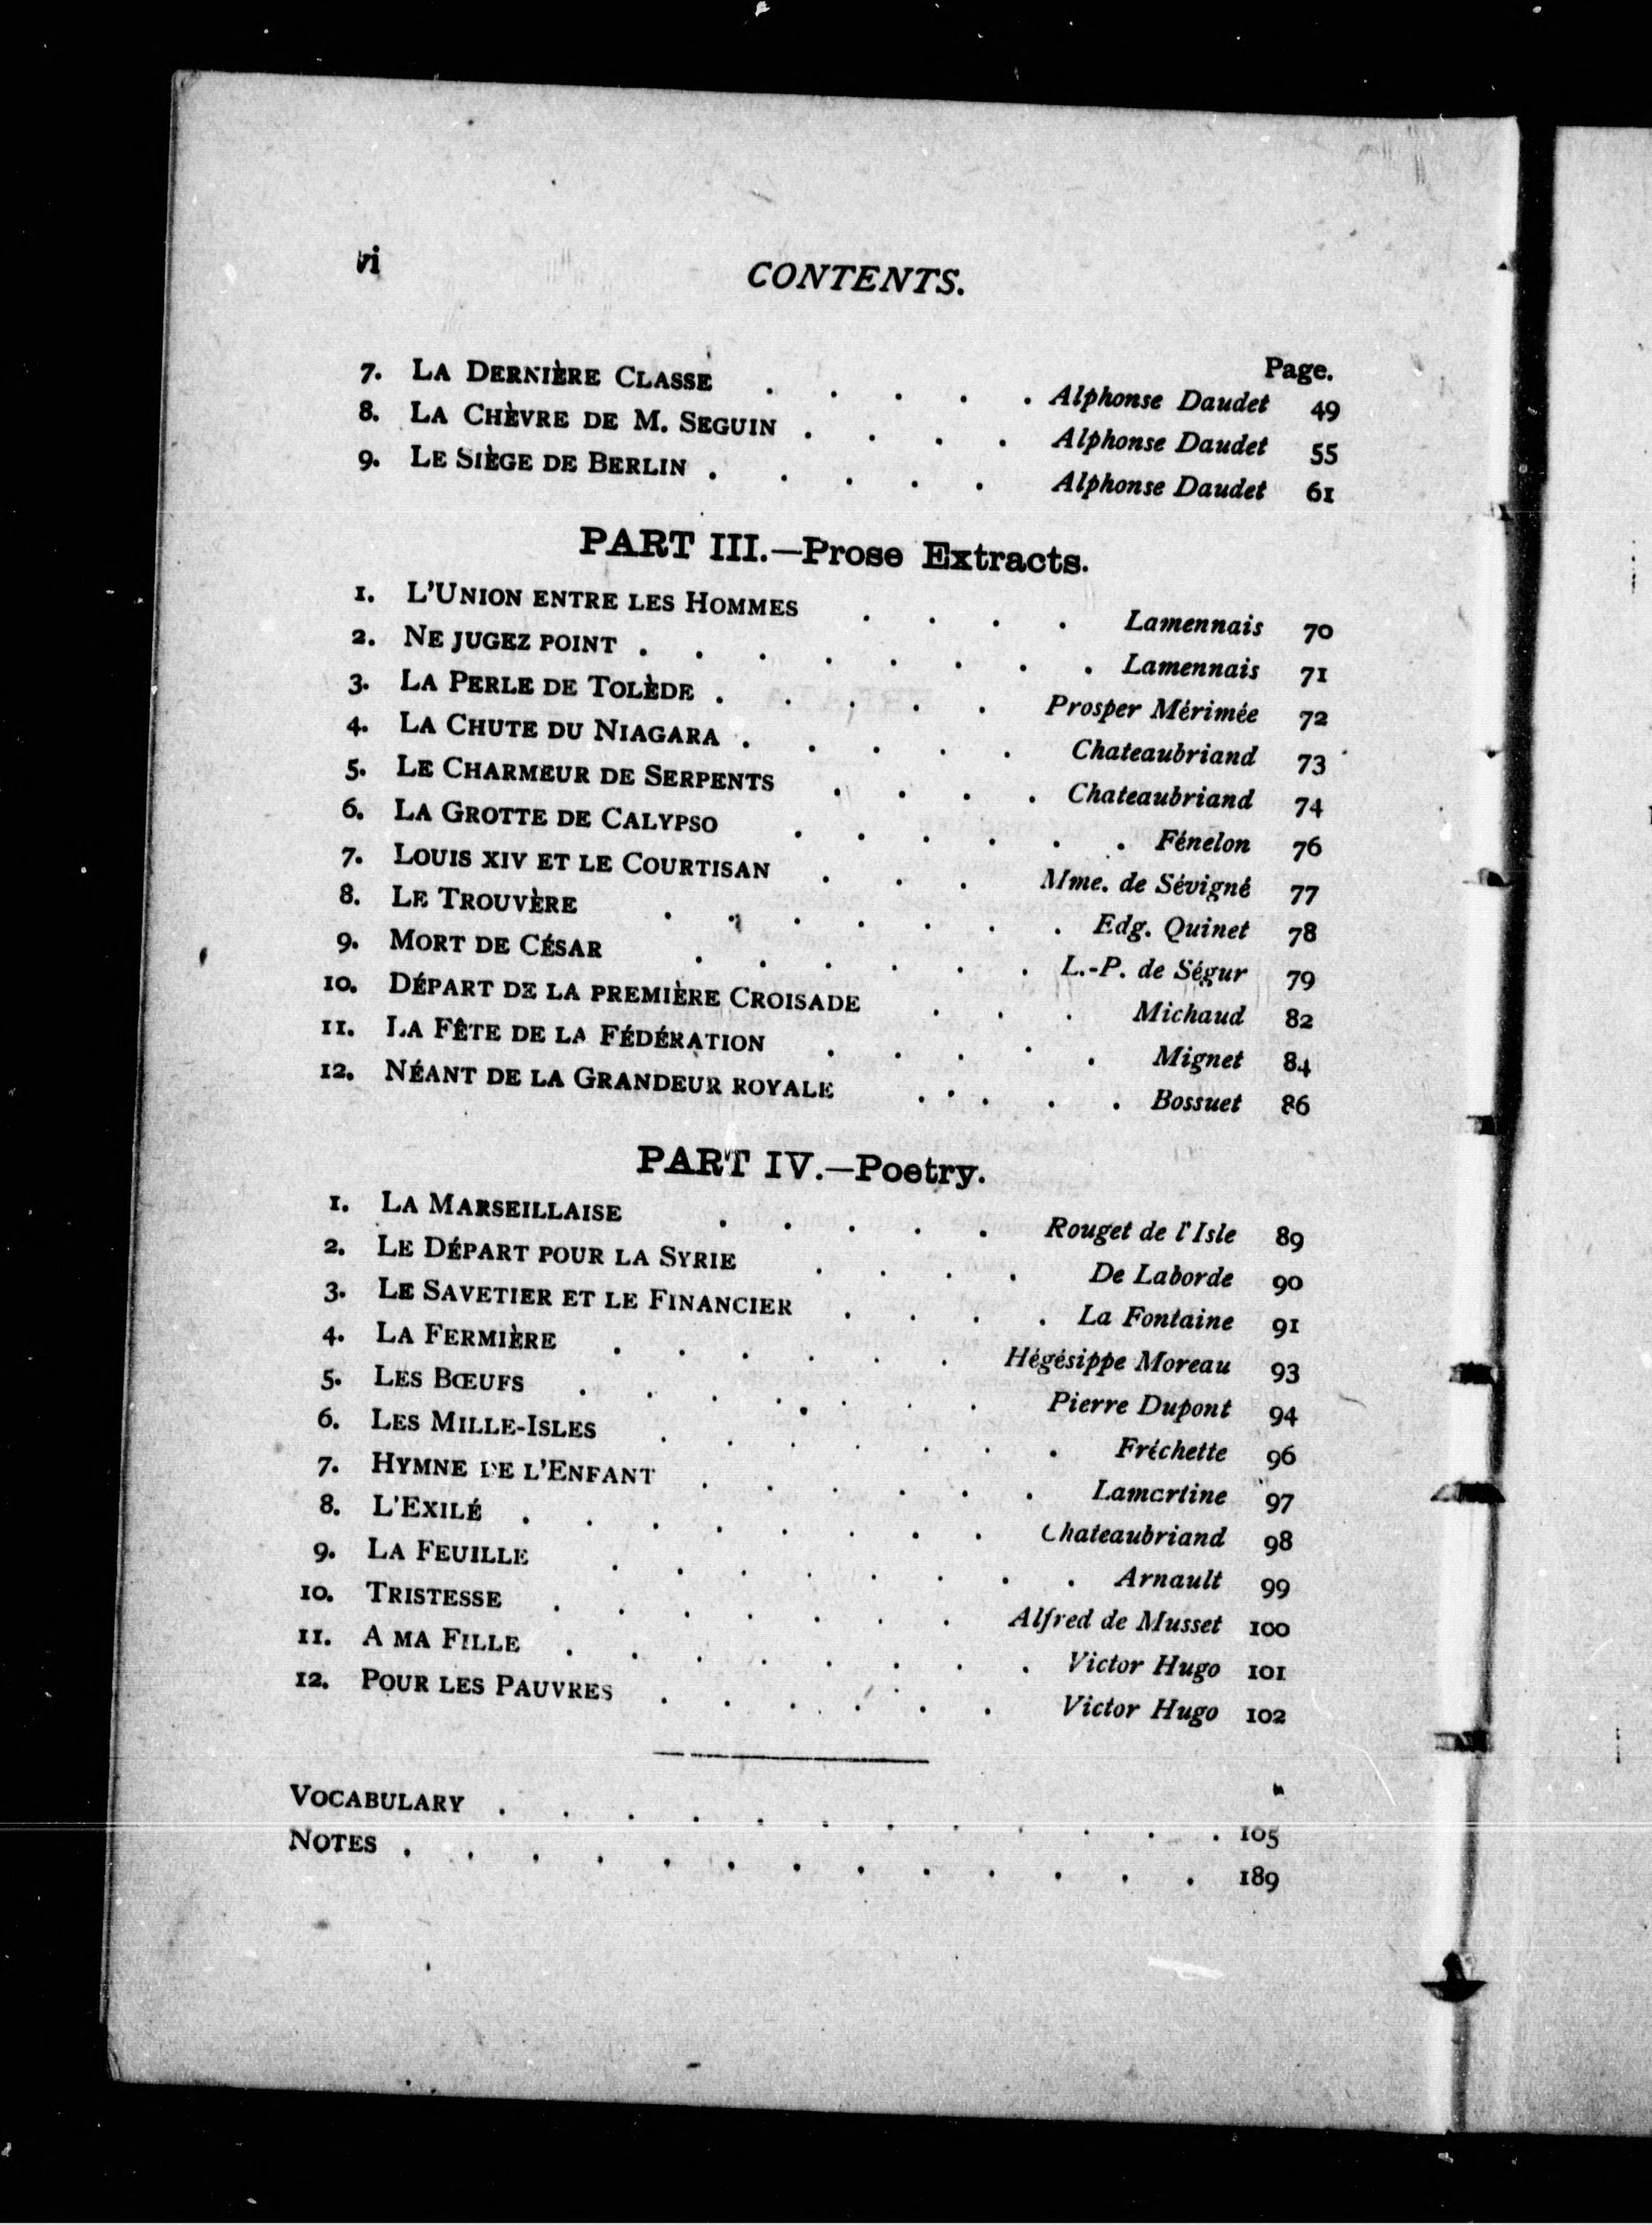 vi
CONTENTS.
Page.
7. LA DERNIÈRE CLASSE . . . . . Alphonse Daudet 49
8. LA CHÈVRE DE M. SEGUIN . . . . Alphonse Daudet 55
9. LE SIÈGE DE BERLIN . . . . . Alphonse Daudet 61
PART III.—Prose Extracts.
1. L'UNION ENTRE LES HOMMES . . . . Lamennais 70
2. NE JUGEZ POINT . . . . . . . . Lamennais 71
3. LA PERLE DE TOLÈDE . . . . . Prosper Mérimée 72
4. LA CHUTE DU NIAGARA . . . . . Chateaubriand 73
5. LE CHARMEUR DE SERPENTS . . . . Chateaubriand 74
6. LA GROTTE DE CALYPSO . . . . . . Fénelon 76
7. LOUIS XIV ET LE COURTISAN . . . Mme. de Sévigné 77
8. LE TROUVÈRE . . . . . . . Edg. Quinet 78
9. MORT DE CÉSAR . . . . . . L.-P. de Ségur 79
10. DÉPART DE LA PREMIÈRE CROISADE . . . Michaud 82
11. LA FÊTE DE LA FÉDÉRATION . . . . . Mignet 84
12. NÉANT DE LA GRANDEUR ROYALE . . . . . Bossuet 86
PART IV.—Poetry.
1. LA MARSEILLAISE . . . . . Rouget de l'Isle 89
2. LE DÉPART POUR LA SYRIE . . . . De Laborde 90
3. LE SAVETIER ET LE FINANCIER . . . . La Fontaine 91
4. LA FERMIÈRE . . . . . . Hégésippe Moreau 93
5. LES BŒUFS . . . . . . . Pierre Dupont 94
6. LES MILLE-ISLES . . . . . . . Fréchette 96
7. HYMNE DE L'ENFANT . . . . . . Lamartine 97
8. L'EXILÉ . . . . . . . . Chateaubriand 98
9. LA FEUILLE . . . . . . . . Arnault 99
10. TRISTESSE . . . . . . . Alfred de Musset 100
11. A MA FILLE . . . . . . . . Victor Hugo 101
12. POUR LES PAUVRES . . . . . . Victor Hugo 102
VOCABULARY . . . . . . . . . . . . 105
NOTES . . . . . . . . . . . . . 189